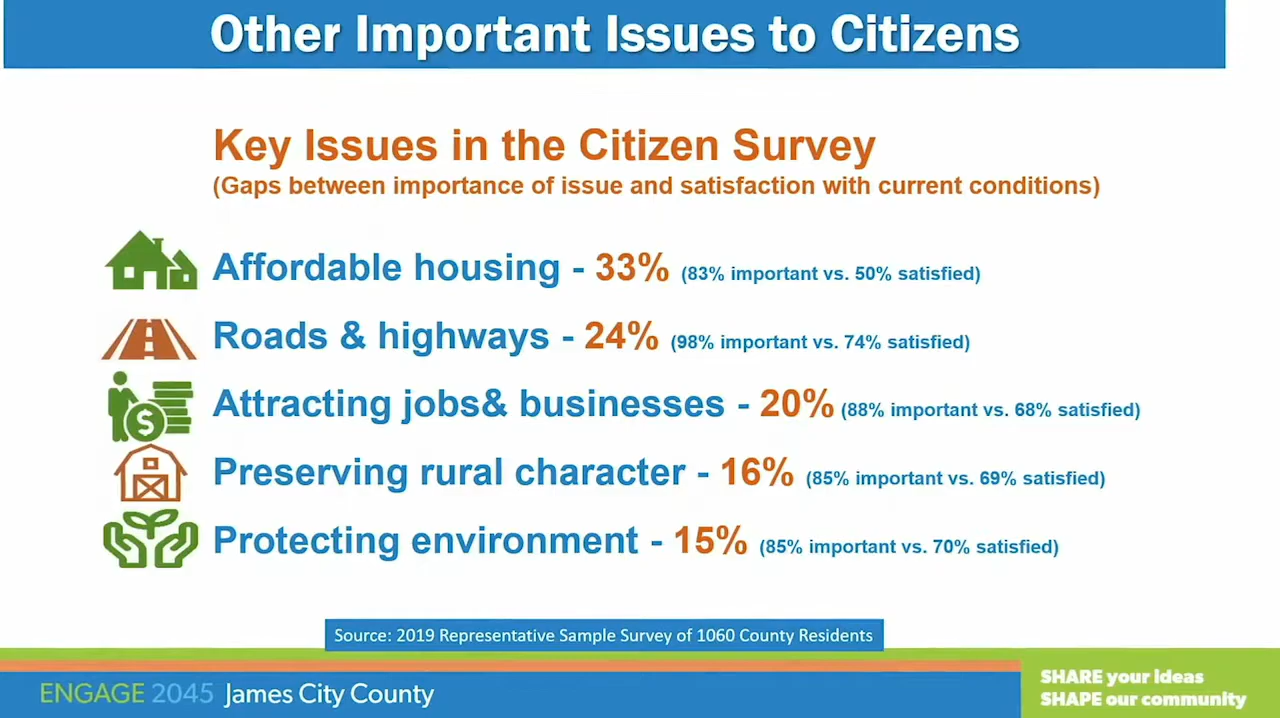 Other Important Issues to Citizens
Key Issues in the Citizen Survey
(Gaps between importance of issue and satisfaction with current conditions)
Affordable housing - 33% (83% important vs. 50% satisfied)
Roads & highways - 24% (98% important vs. 74% satisfied)
Attracting jobs& businesses - 20% (88% important vs. 68% satisfied)
Preserving rural character - 16% (85% important vs. 69% satisfied)
Protecting environment - 15% (85% important vs. 70% satisfied)
Source: 2019 Representative Sample Survey of 1060 County Residents
ENGAGE 2045 James City County
SHARE your ideas
SHAPE our community